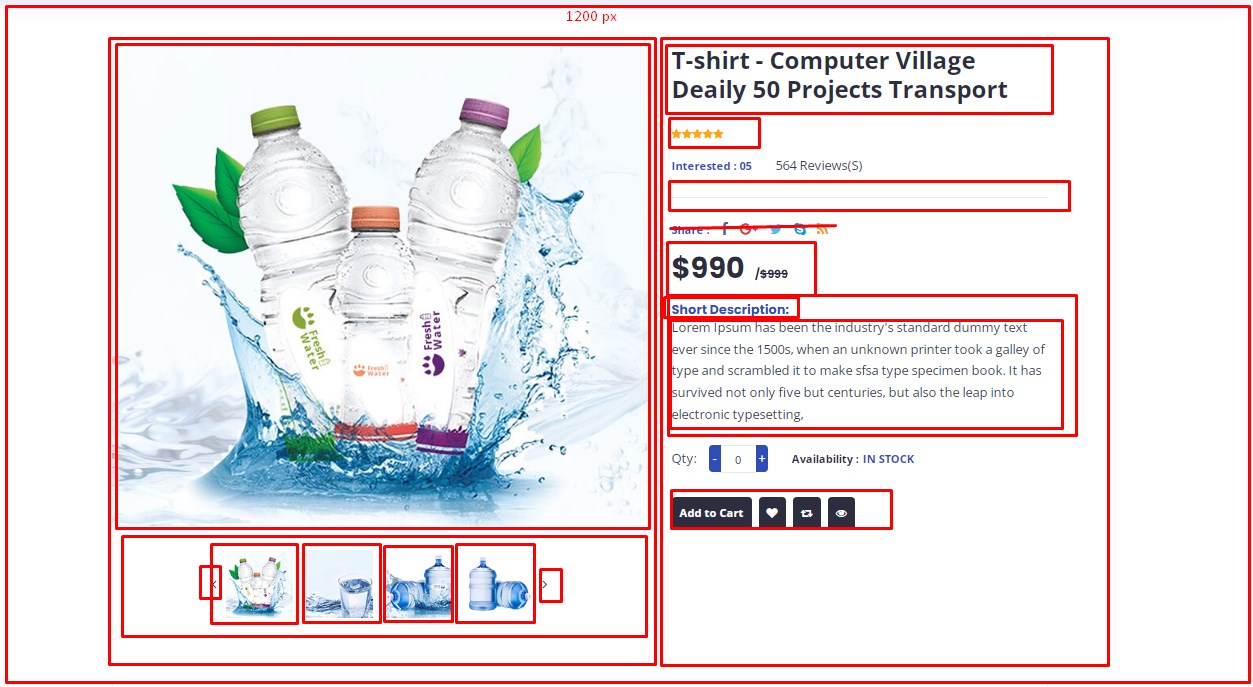 1200 px
T-shirt - Computer Village
Deaily 50 Projects Transport
Interested : 05 564 Reviews(S)
Share :
$990 /$999
Short Description:
Lorem Ipsum has been the industry's standard dummy text
ever since the 1500s, when an unknown printer took a galley of
type and scrambled it to make sfsa type specimen book. It has
survived not only five but centuries, but also the leap into
electronic typesetting,
Qty: - 0 + Availability : IN STOCK
Add to Cart
Fresh
Water
Fresh
Water
Fresh
Water